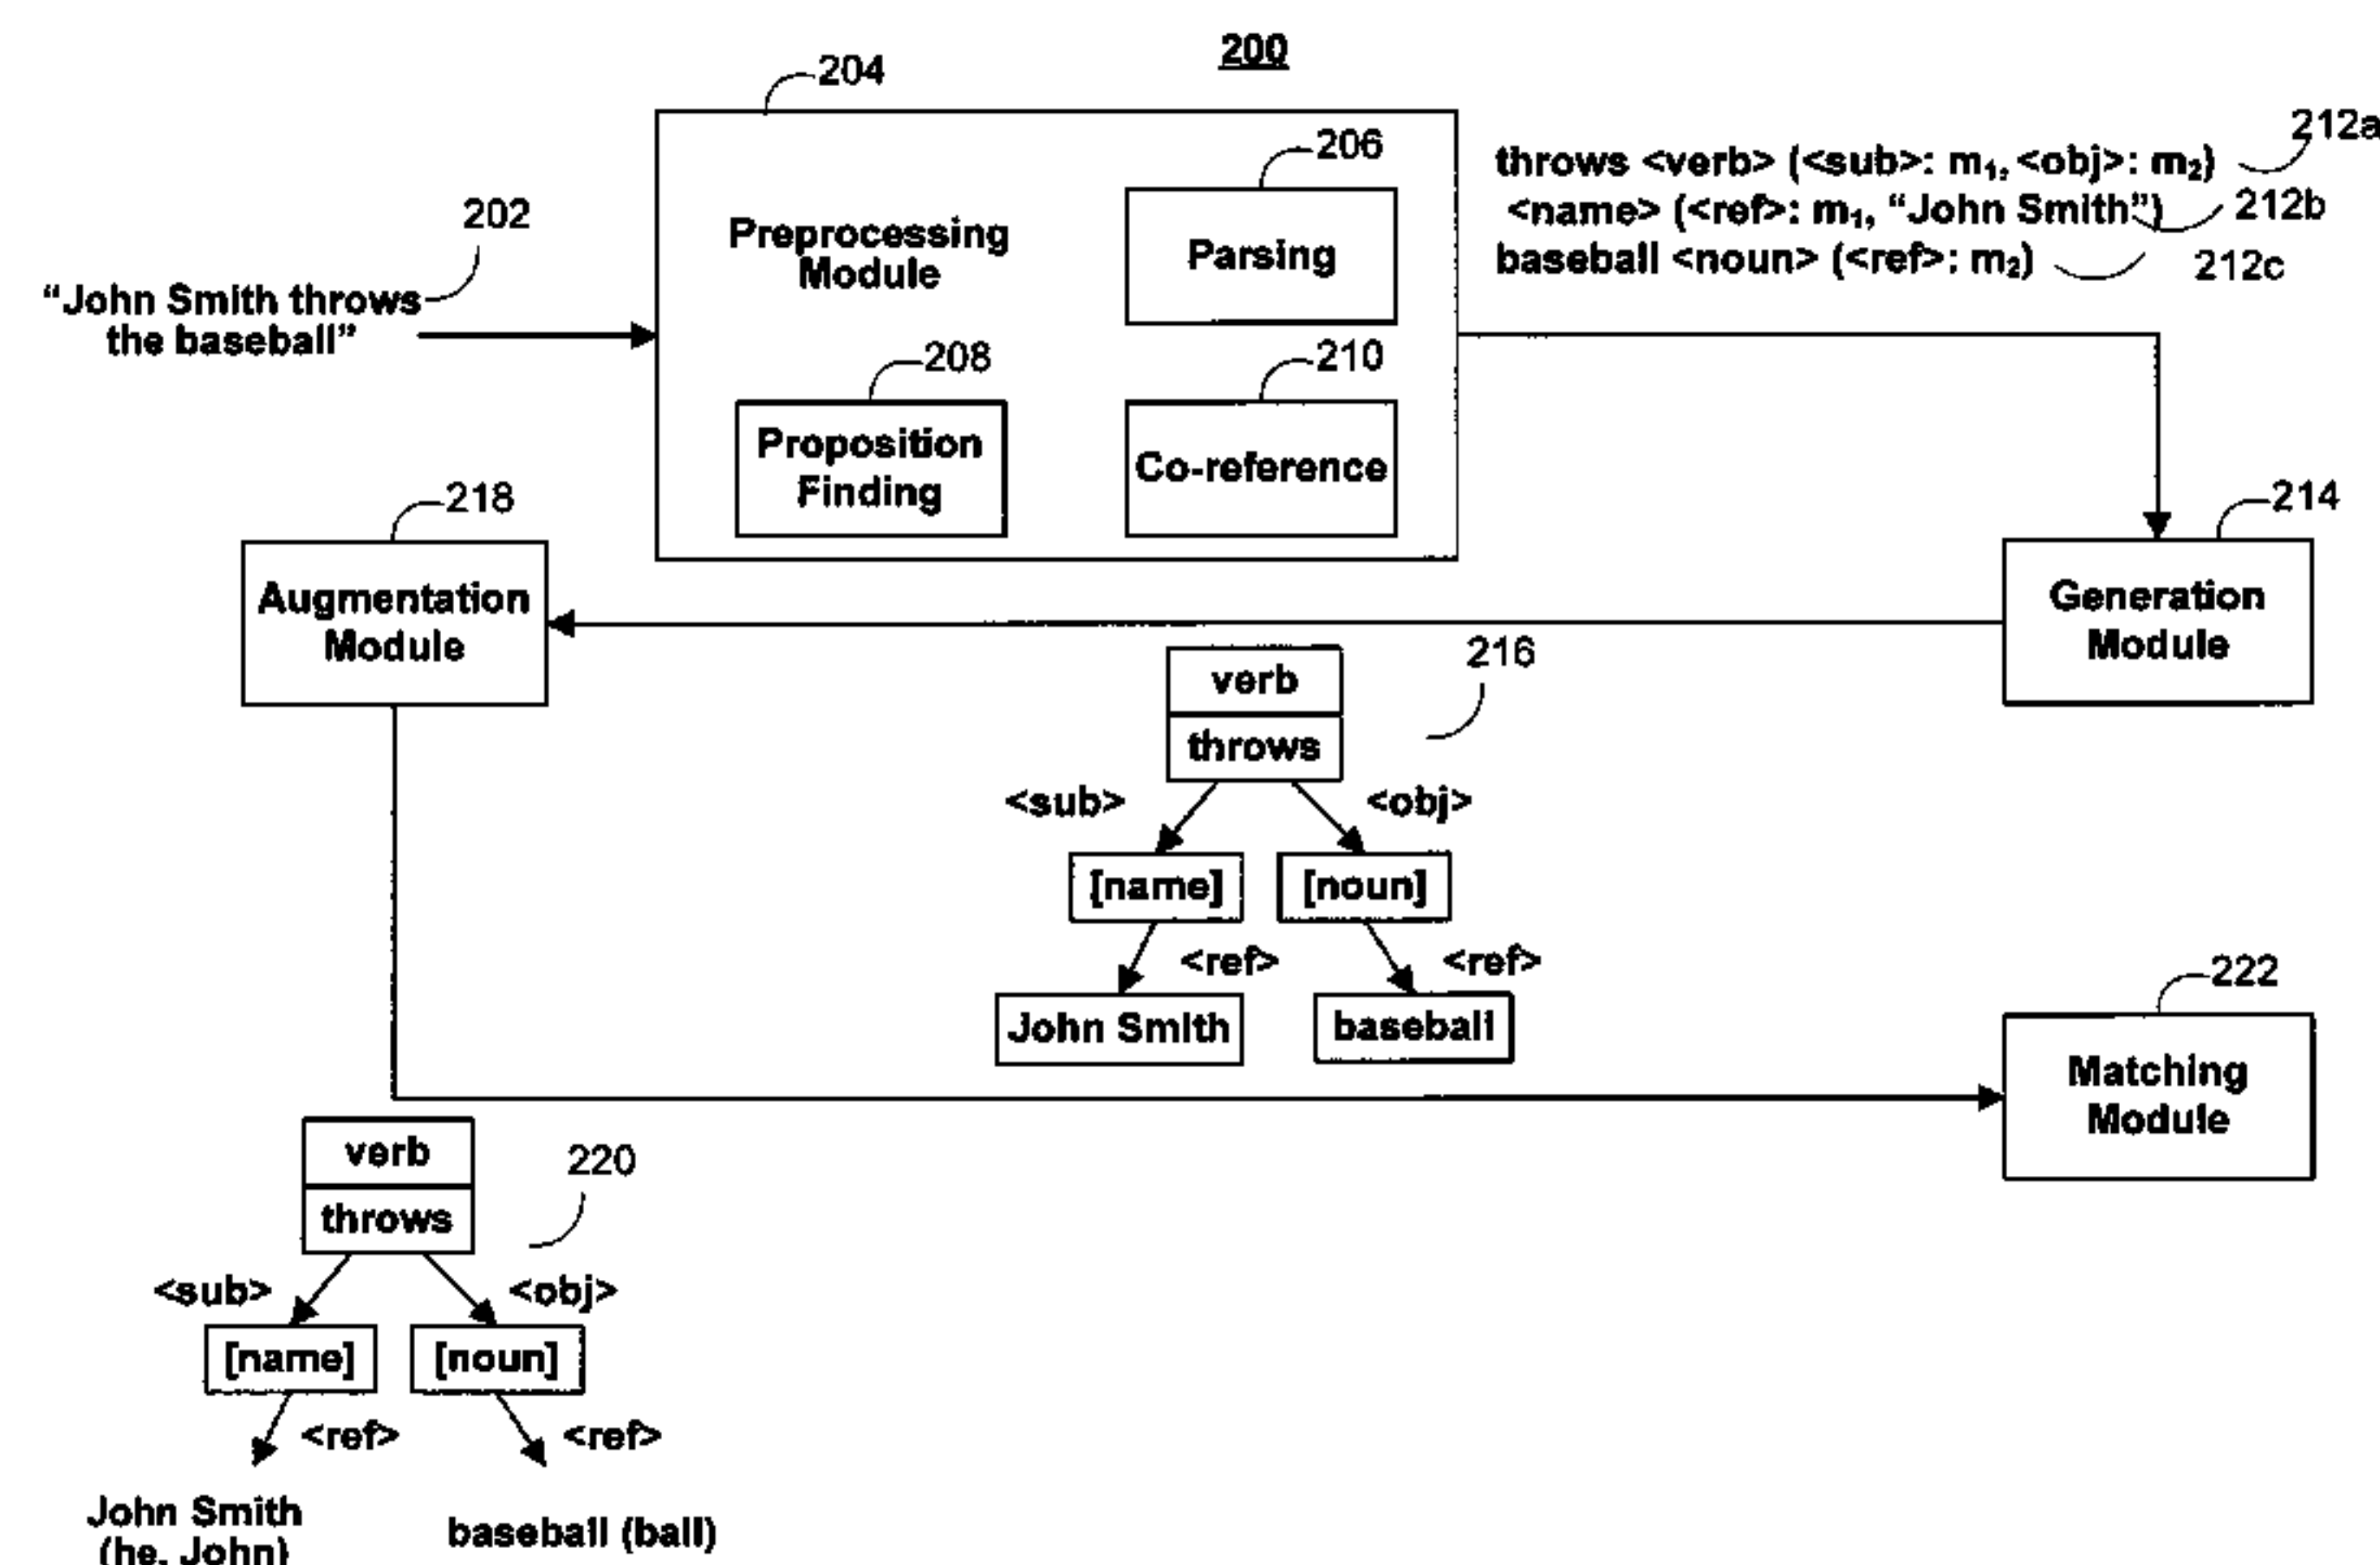 200
204
206
212a
throws <verb> (<sub>: m₁, <obj>: m₂)
<name> (<ref>: m₁, “John Smith”)
212b
baseball <noun> (<ref>: m₂)
212c
202
“John Smith throws
the baseball”
Preprocessing
Module
Parsing
208
210
Proposition
Finding
Co-reference
218
214
Augmentation
Module
Generation
Module
216
verb
throws
<sub>
<obj>
[name]
[noun]
<ref>
<ref>
John Smith
baseball
222
Matching
Module
verb
throws
220
<sub>
<obj>
[name]
[noun]
<ref>
<ref>
John Smith
(he, John)
baseball (ball)